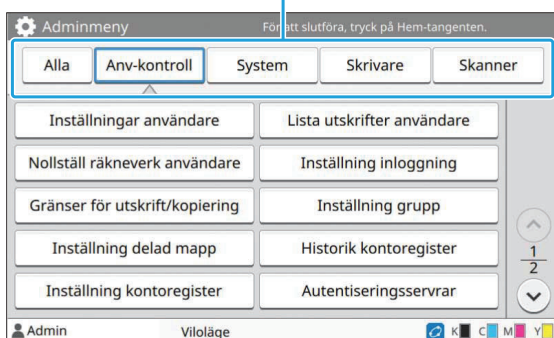 Adminmeny För att slutföra, tryck på Hem-tangenten.
Alla Anv-kontroll System Skrivare Skanner
Inställningar användare Lista utskrifter användare
Nollställ räkneverk användare Inställning inloggning
Gränser för utskrift/kopiering Inställning grupp
Inställning delad mapp Historik kontoregister
1
2
Inställning kontoregister Autentiseringsservrar
Admin Viloläge K C M Y